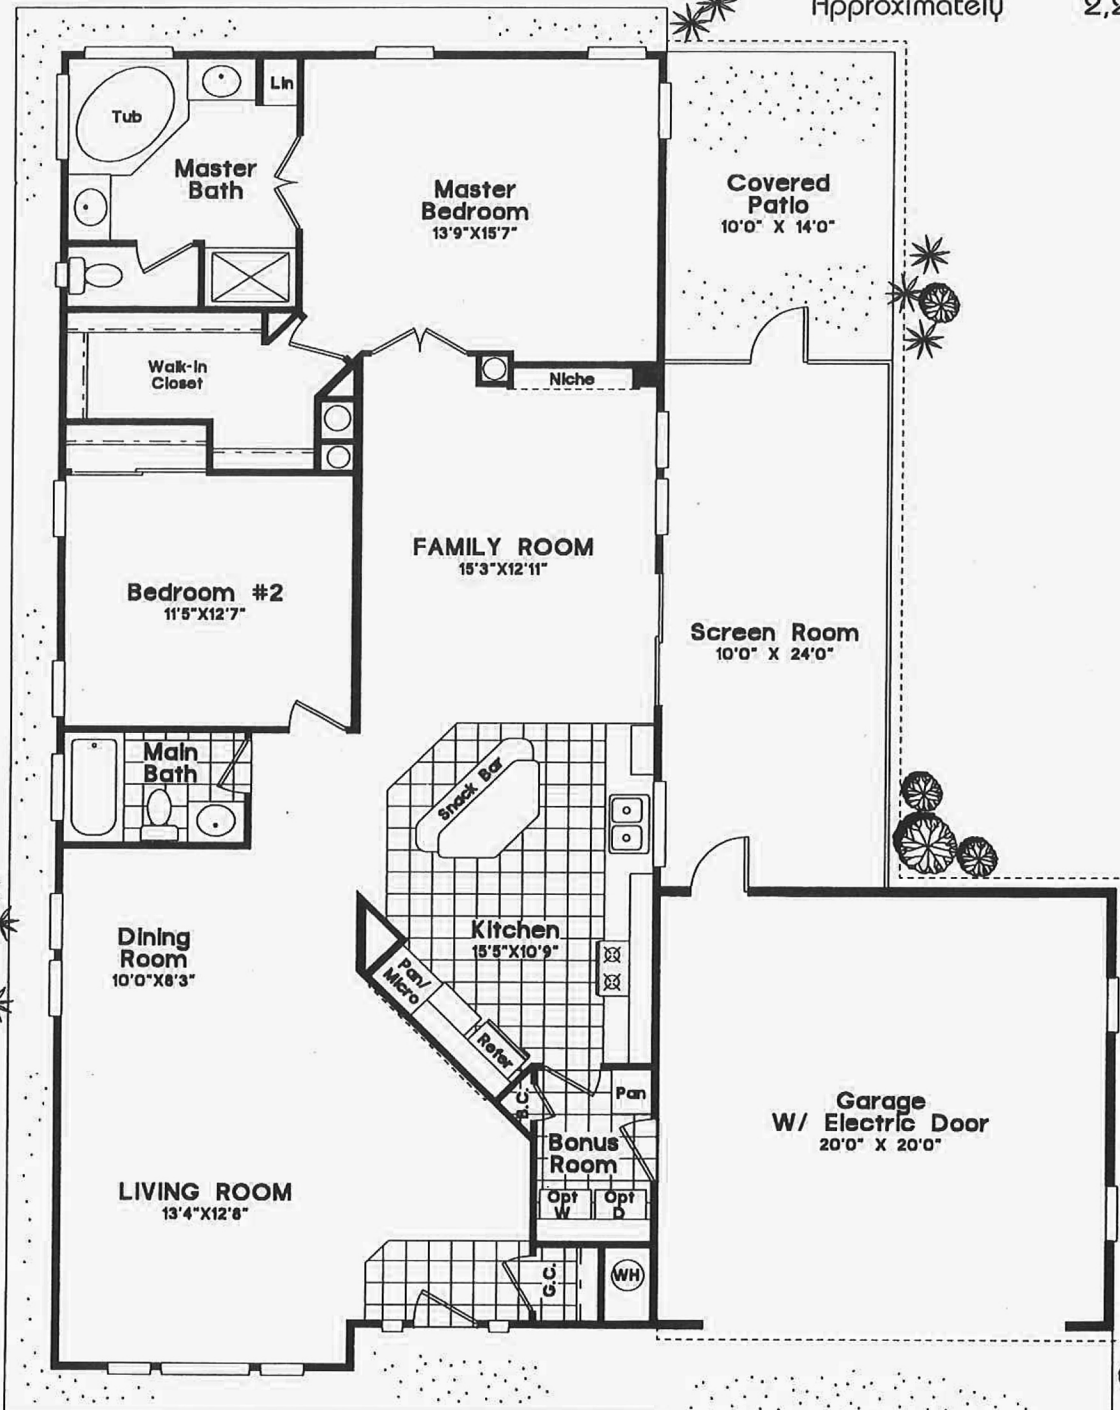 Approximately
Lin
Tub
Master
Bath
Master
Bedroom
13'9"X15'7"
Covered
Patio
10'0" X 14'0"
Walk-in
Closet
Niche
FAMILY ROOM
15'3"X12'11"
Bedroom #2
11'5"X12'7"
Screen Room
10'0" X 24'0"
Main
Bath
Snack Bar
Kitchen
15'5"X10'9"
Dining
Room
10'0"X8'3"
Pan/
Micro
Refer
B.C.
Pan
Bonus
Room
Opt
W
Opt
D
Garage
W/ Electric Door
20'0" X 20'0"
LIVING ROOM
13'4"X12'8"
G.C.
WH